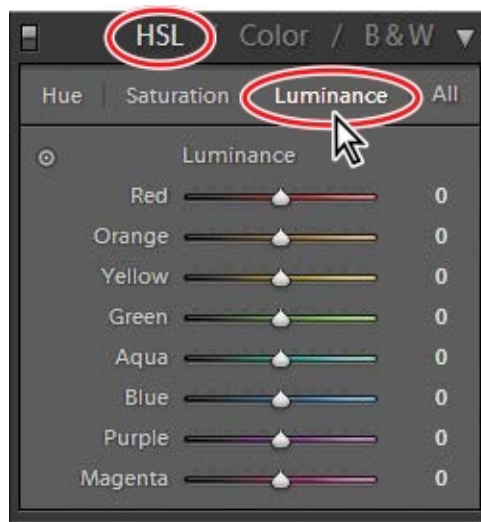 HSL / Color / B&W
Hue Saturation Luminance All
Luminance
Red 0
Orange 0
Yellow 0
Green 0
Aqua 0
Blue 0
Purple 0
Magenta 0